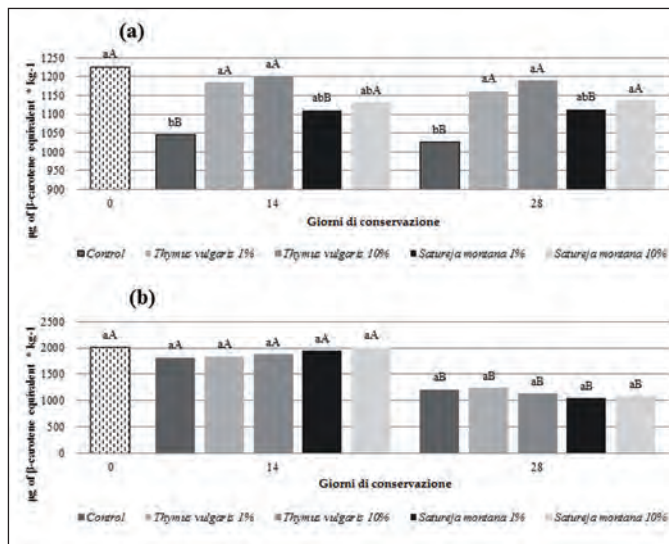 (a)
µg of β-carotene equivalent * kg-1
1250
1200
1150
1100
1050
1000
950
900
aA
bB
aA
aA
abB
abA
bB
aA
aA
abB
aA
0
14
28
Giorni di conservazione
Control
Thymus vulgaris 1%
Thymus vulgaris 10%
Satureja montana 1%
Satureja montana 10%
(b)
µg of β-carotene equivalent * kg-1
2500
2000
1500
1000
500
0
aA
aA
aA
aA
aA
aA
aB
aB
aB
aB
aB
0
14
28
Giorni di conservazione
Control
Thymus vulgaris 1%
Thymus vulgaris 10%
Satureja montana 1%
Satureja montana 10%